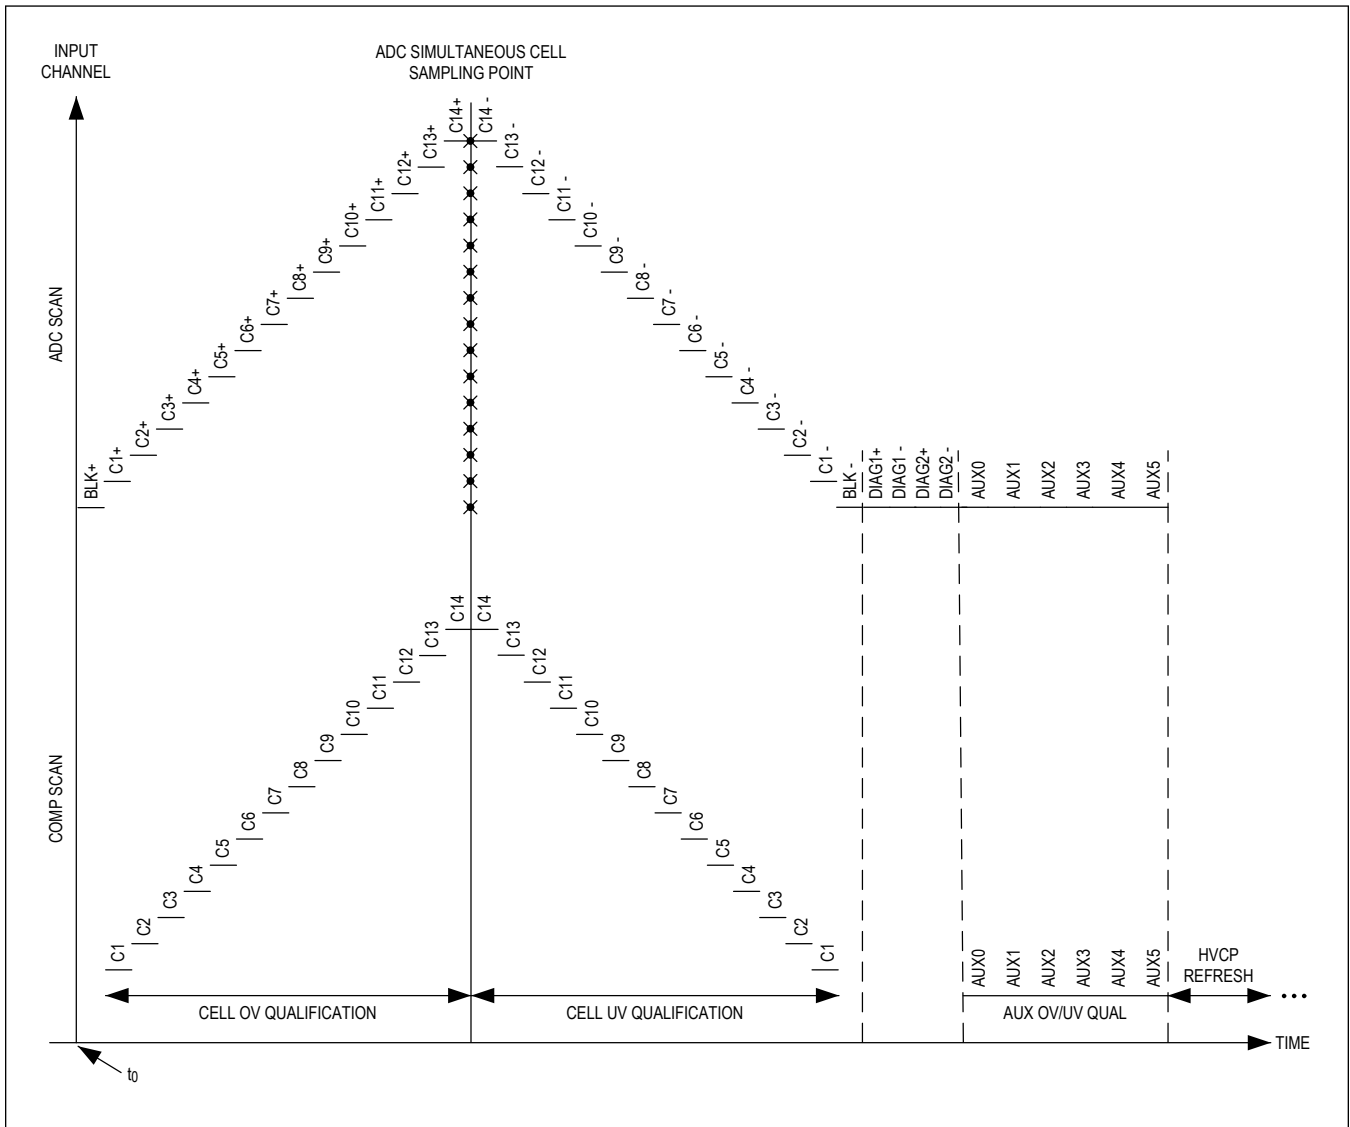 INPUT
CHANNEL
ADC SIMULTANEOUS CELL
SAMPLING POINT
ADC SCAN
BLK+
C1+
C2+
C3+
C4+
C5+
C6+
C7+
C8+
C9+
C10+
C11+
C12+
C13+
C14+
C14 -
C13 -
C12 -
C11 -
C10 -
C9 -
C8 -
C7 -
C6 -
C5 -
C4 -
C3 -
C2 -
C1 -
BLK -
DIAG1+
DIAG1 -
DIAG2+
DIAG2 -
AUX0
AUX1
AUX2
AUX3
AUX4
AUX5
COMP SCAN
C1
C2
C3
C4
C5
C6
C7
C8
C9
C10
C11
C12
C13
C14
C14
C13
C12
C11
C10
C9
C8
C7
C6
C5
C4
C3
C2
C1
AUX0
AUX1
AUX2
AUX3
AUX4
AUX5
HVCP
REFRESH
CELL OV QUALIFICATION
CELL UV QUALIFICATION
AUX OV/UV QUAL
TIME
t0